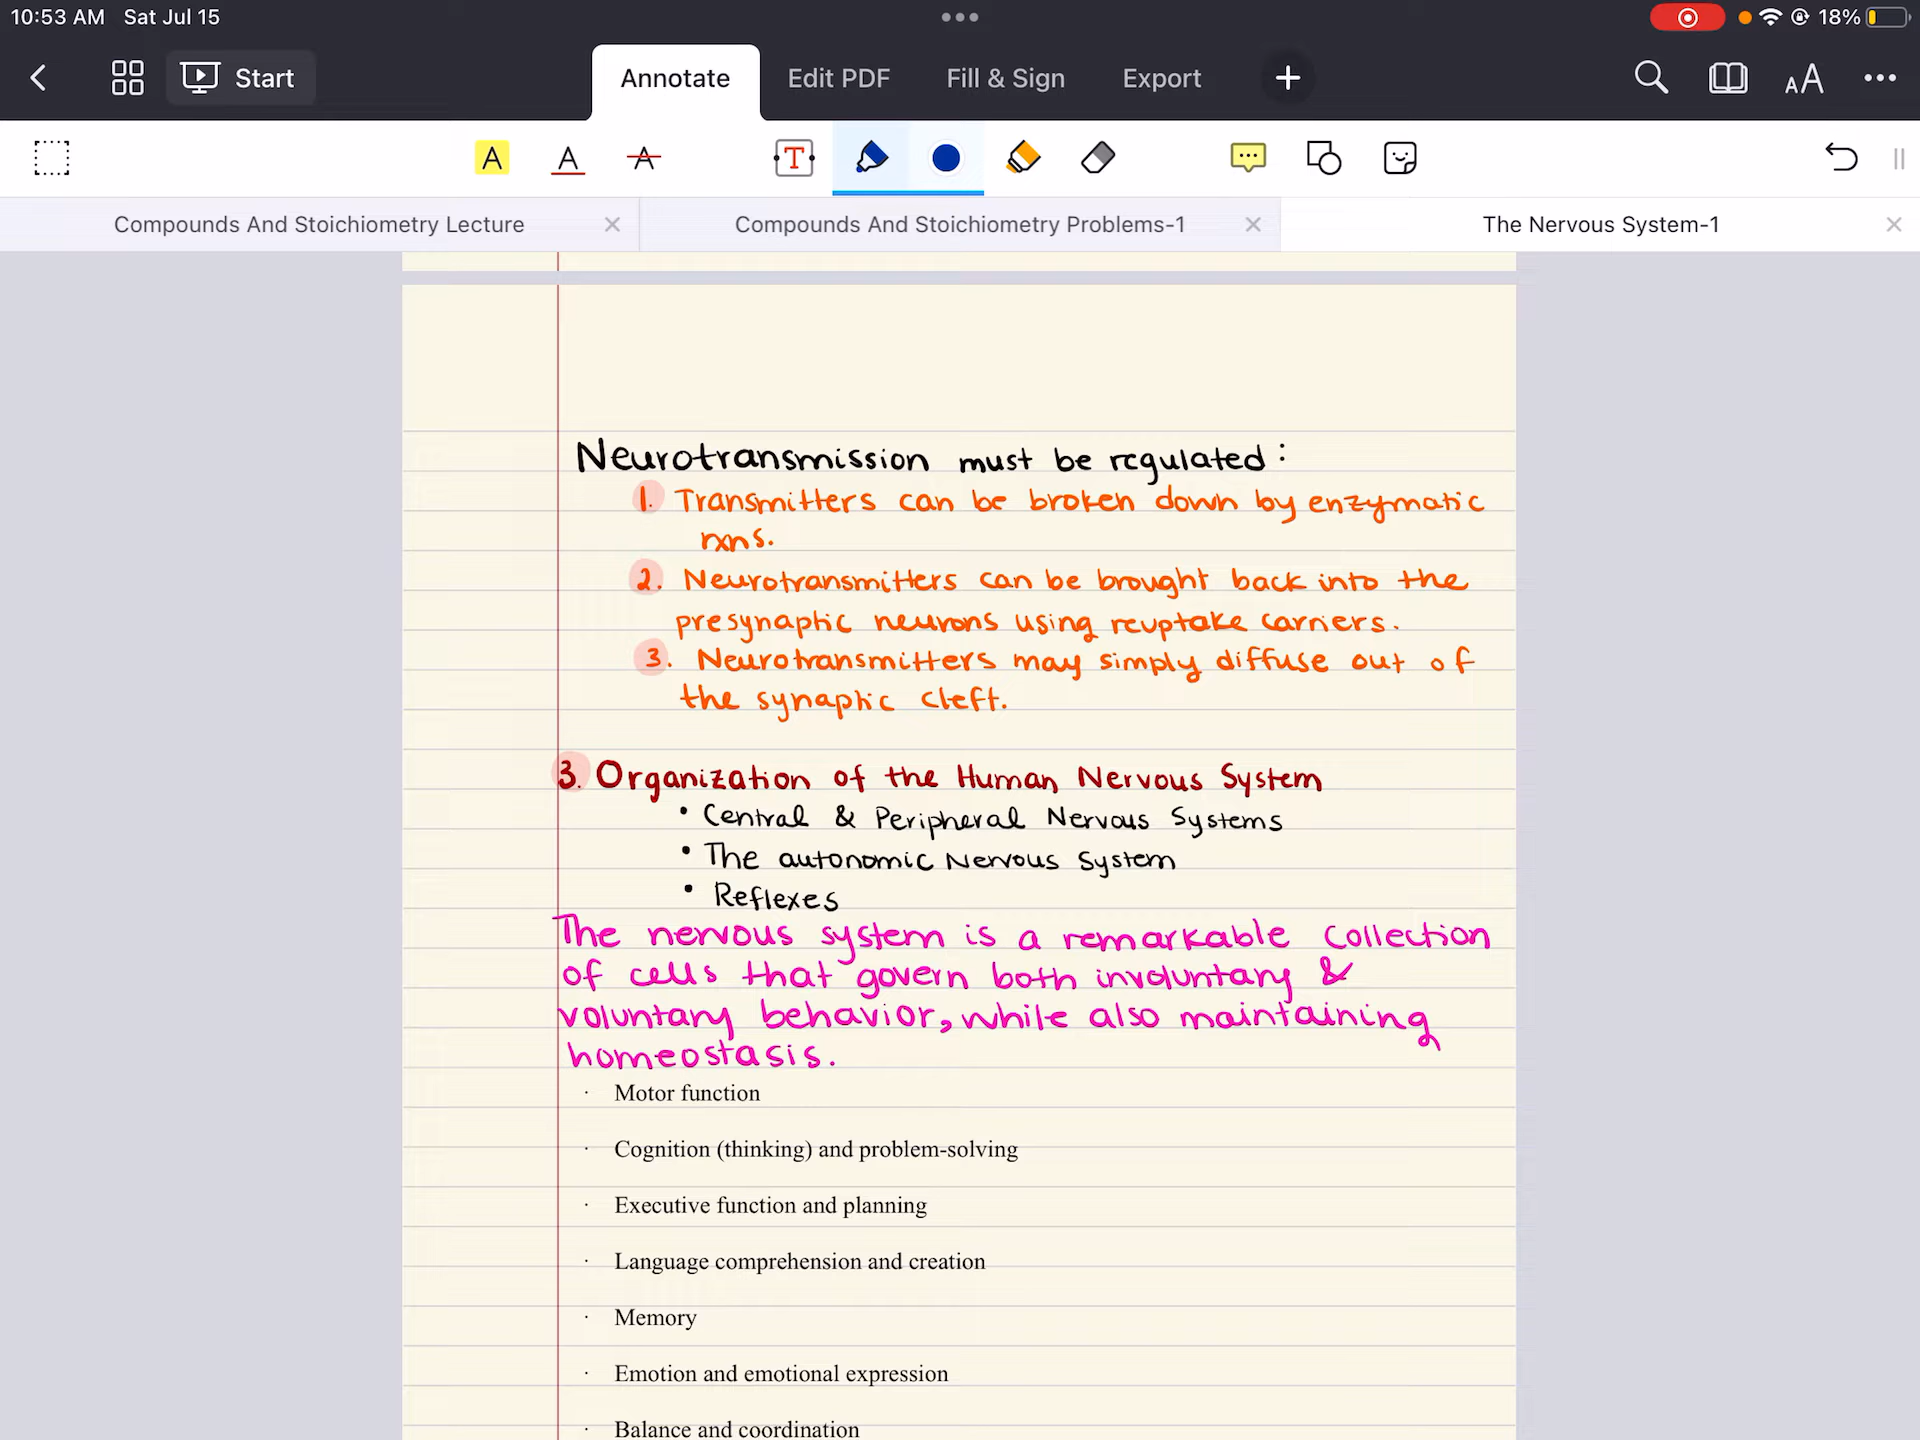 10:53 AM Sat Jul 15
18%
Start
Annotate
Edit PDF
Fill & Sign
Export
Compounds And Stoichiometry Lecture
Compounds And Stoichiometry Problems-1
The Nervous System-1
Neurotransmission must be regulated:
1. Transmitters can be broken down by enzymatic
rxns.
2. Neurotransmitters can be brought back into the
presynaptic neurons using reuptake carriers.
3. Neurotransmitters may simply diffuse out of
the synaptic cleft.
3. Organization of the Human Nervous System
• Central & Peripheral Nervous Systems
• The autonomic Nervous System
• Reflexes
The nervous system is a remarkable collection
of cells that govern both involuntary &
voluntary behavior, while also maintaining
homeostasis.
· Motor function
· Cognition (thinking) and problem-solving
· Executive function and planning
· Language comprehension and creation
· Memory
· Emotion and emotional expression
· Balance and coordination